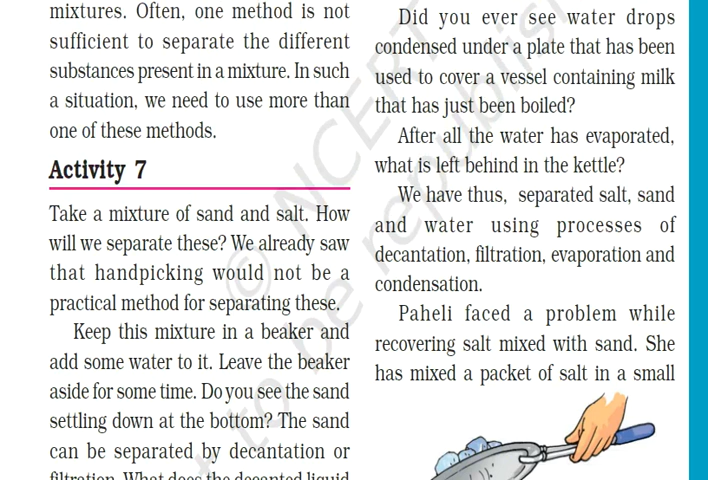 mixtures. Often, one method is not
sufficient to separate the different
substances present in a mixture. In such
a situation, we need to use more than
one of these methods.
Activity 7
Take a mixture of sand and salt. How
will we separate these? We already saw
that handpicking would not be a
practical method for separating these.
Keep this mixture in a beaker and
add some water to it. Leave the beaker
aside for some time. Do you see the sand
settling down at the bottom? The sand
can be separated by decantation or
filtration. What does the decanted liquid
Did you ever see water drops
condensed under a plate that has been
used to cover a vessel containing milk
that has just been boiled?
After all the water has evaporated,
what is left behind in the kettle?
We have thus, separated salt, sand
and water using processes of
decantation, filtration, evaporation and
condensation.
Paheli faced a problem while
recovering salt mixed with sand. She
has mixed a packet of salt in a small
© NCERT
to be republish